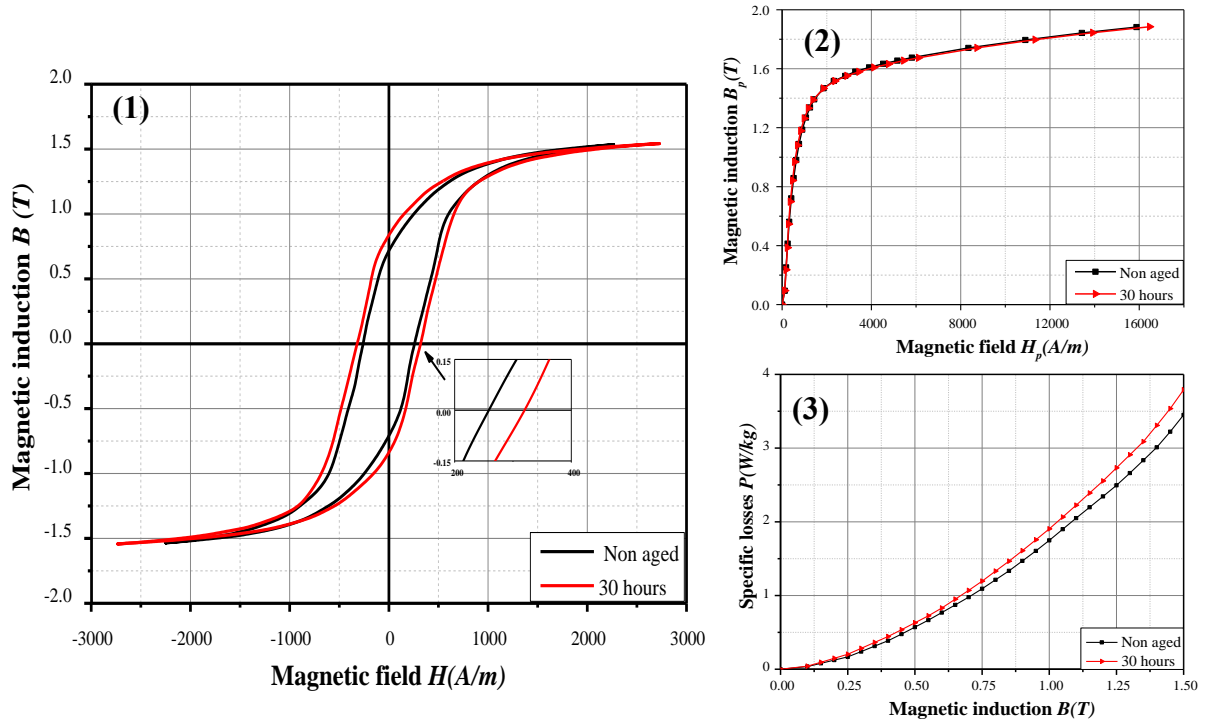 (1)
Magnetic induction B (T)
2.0
1.5
1.0
0.5
0.0
-0.5
-1.0
-1.5
-2.0
-3000 -2000 -1000 0 1000 2000 3000
Magnetic field H(A/m)
0.15
0.00
-0.15
200 400
Non aged
30 hours
(2)
Magnetic induction Bp(T)
2.0
1.6
1.2
0.8
0.4
0.0
0 4000 8000 12000 16000
Magnetic field Hp(A/m)
Non aged
30 hours
(3)
Specific losses P(W/kg)
4
3
2
1
0
0.00 0.25 0.50 0.75 1.00 1.25 1.50
Magnetic induction B(T)
Non aged
30 hours